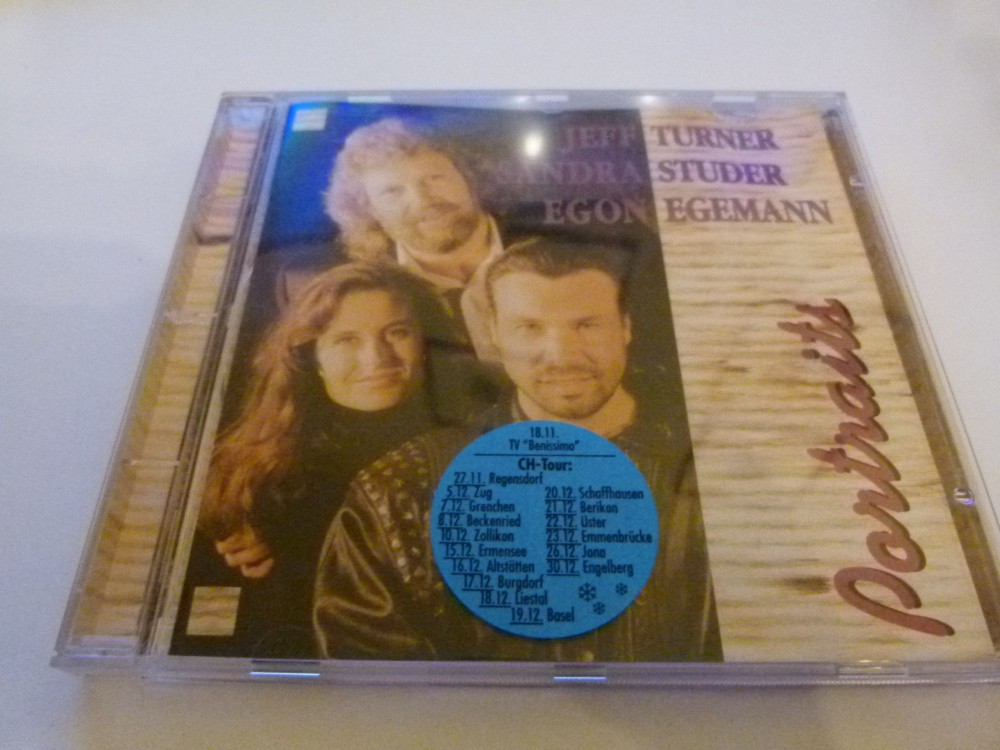 JEFF TURNER
SANDRA STUDER
EGON EGEMANN
Portraits
18.11.
TV "Benissimo"
CH-Tour:
27.11. Regensdorf
5.12. Zug
7.12. Grenchen
8.12. Beckenried
10.12. Zollikon
15.12. Ermensee
16.12. Altstätten
17.12. Burgdorf
18.12. Liestal
19.12. Basel
20.12. Schaffhausen
21.12. Berikon
22.12. Uster
23.12. Emmenbrücke
26.12. Jona
30.12. Engelberg